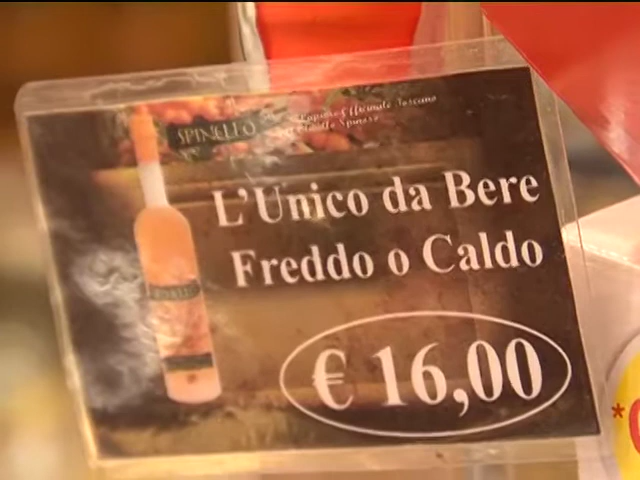 SPINELLO
L'Unico da Bere
Freddo o Caldo
€ 16,00
*